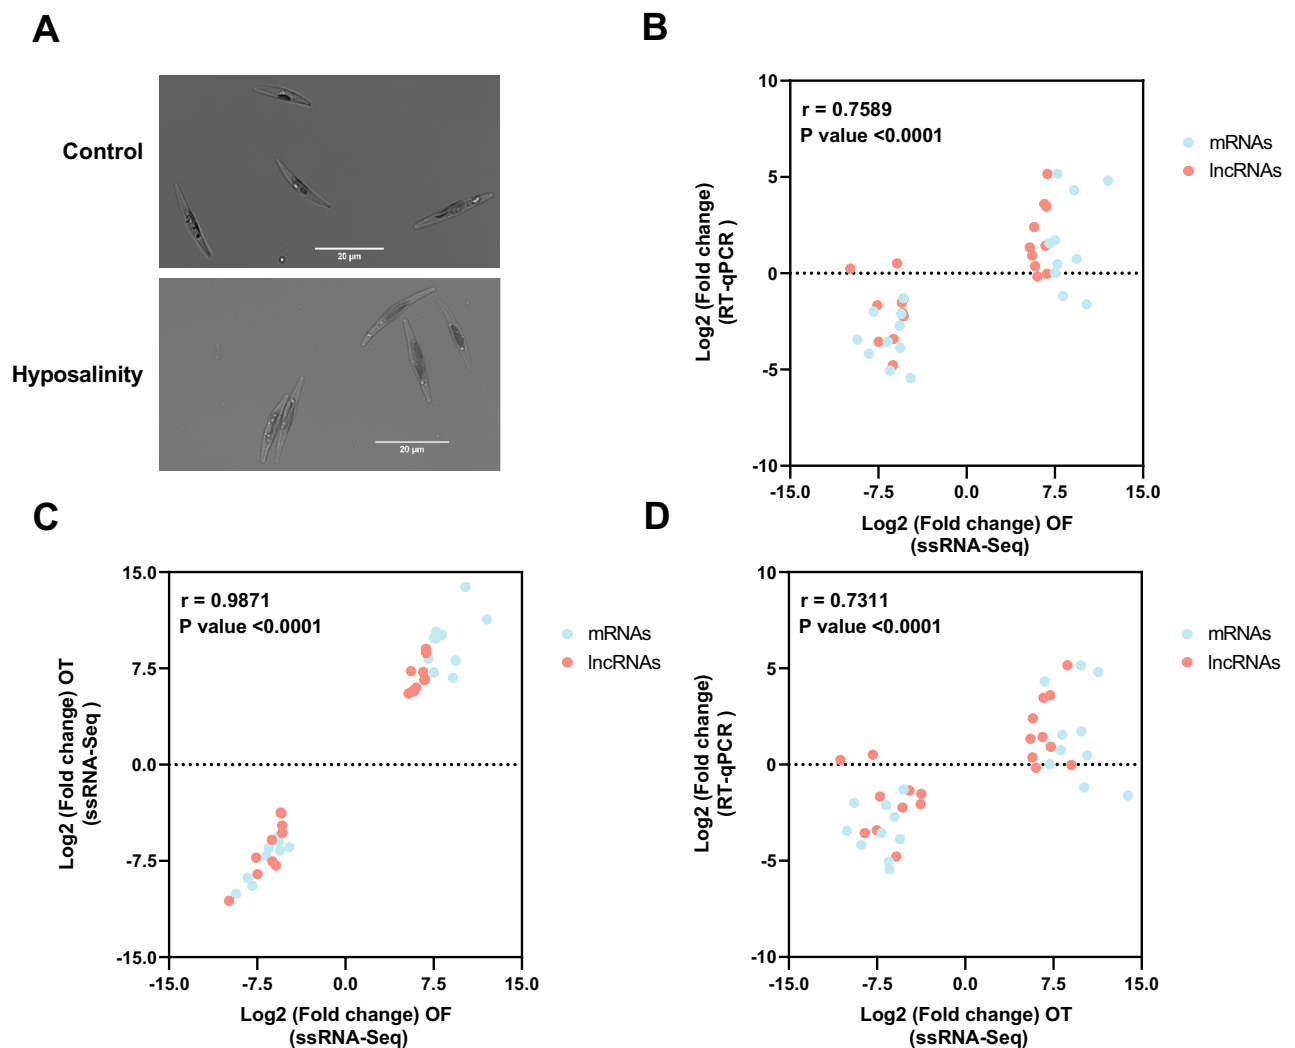 A
Control
20 µm
Hyposalinity
20 µm
B
r = 0.7589
P value <0.0001
10
5
0
-5
-10
-15.0
-7.5
0.0
7.5
15.0
Log2 (Fold change)
(RT-qPCR )
Log2 (Fold change) OF
(ssRNA-Seq)
mRNAs
lncRNAs
C
r = 0.9871
P value <0.0001
15.0
7.5
0.0
-7.5
-15.0
-15.0
-7.5
0.0
7.5
15.0
Log2 (Fold change) OT
(ssRNA-Seq )
Log2 (Fold change) OF
(ssRNA-Seq)
mRNAs
lncRNAs
D
r = 0.7311
P value <0.0001
10
5
0
-5
-10
-15.0
-7.5
0.0
7.5
15.0
Log2 (Fold change)
(RT-qPCR )
Log2 (Fold change) OT
(ssRNA-Seq)
mRNAs
lncRNAs